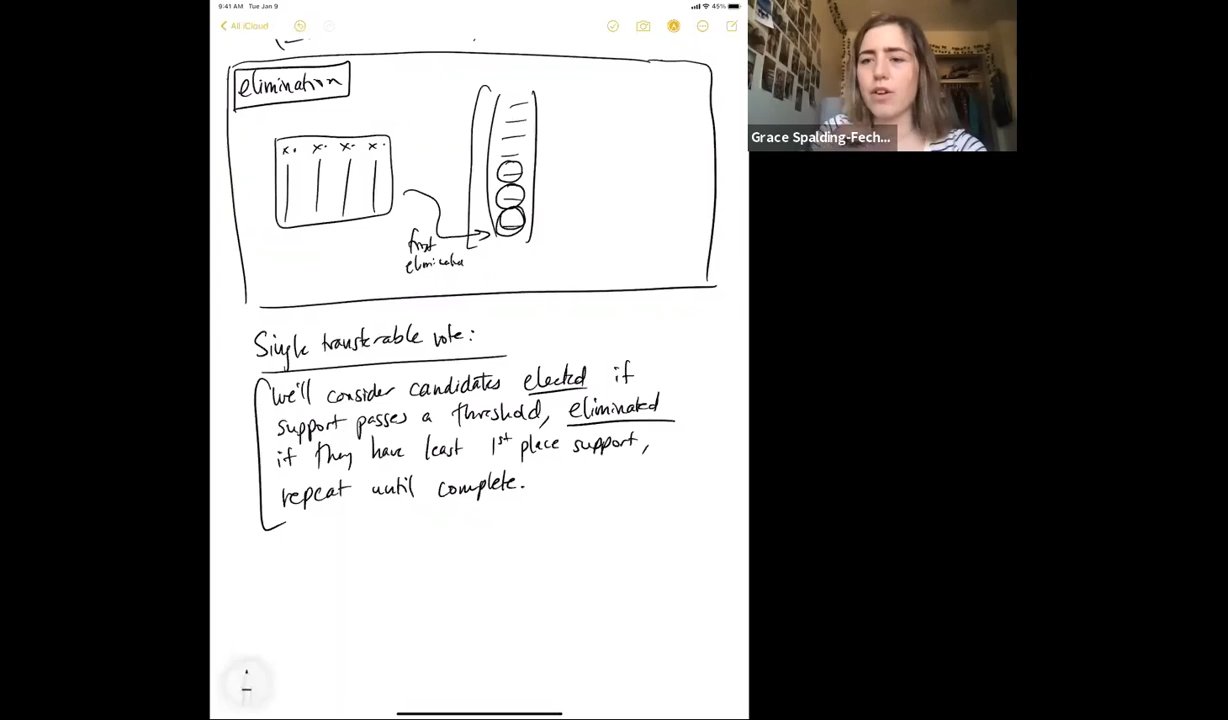 9:41 AM Tue Jan 9
45%
All iCloud
elimination
x. x. x. x.
first
eliminated
Single transferable vote:
we'll consider candidates elected if
support passes a threshold, eliminated
if they have least 1st place support,
repeat until complete.
Grace Spalding-Fech...